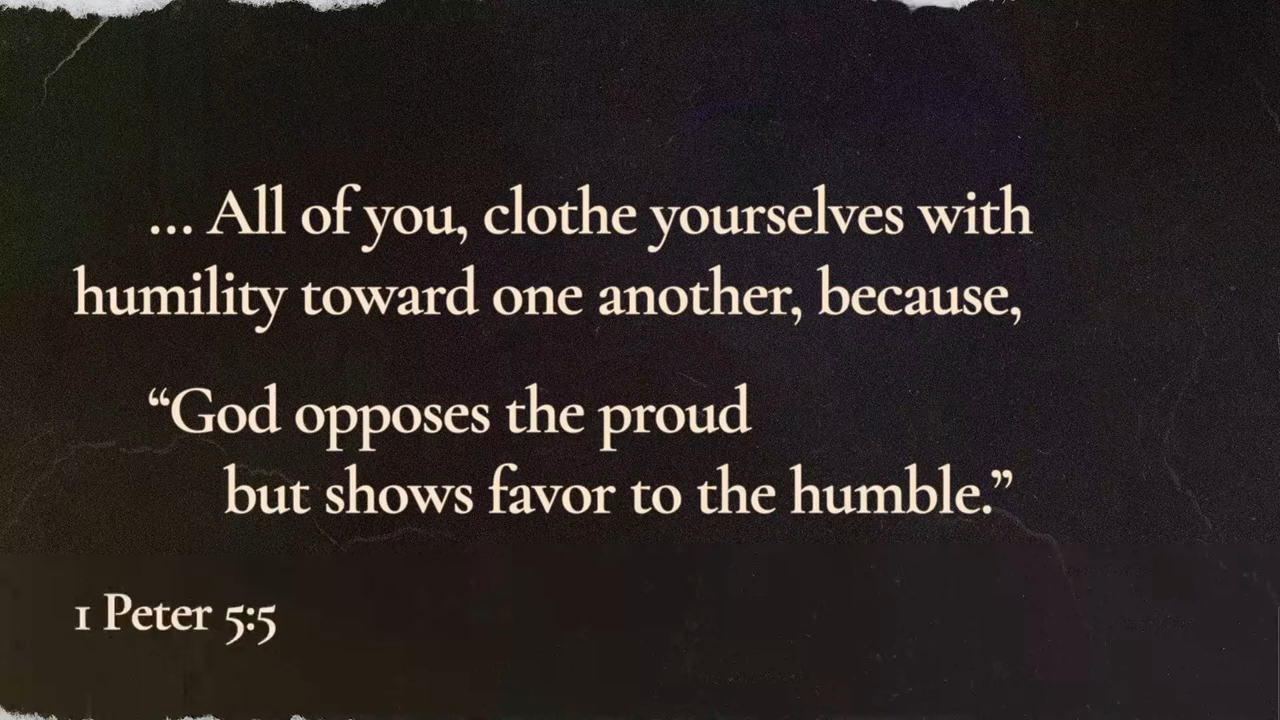 ... All of you, clothe yourselves with
humility toward one another, because,
“God opposes the proud
but shows favor to the humble.”
1 Peter 5:5